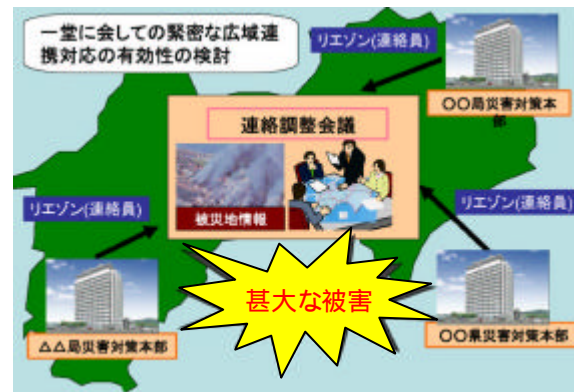 一堂に会しての緊密な広域連
携対応の有効性の検討
リエゾン(連絡員)
〇〇局災害対策本
部
連絡調整会議
被災地情報
リエゾン(連絡員)
リエゾン(連絡員)
甚大な被害
△△局災害対策本部
〇〇県災害対策本部